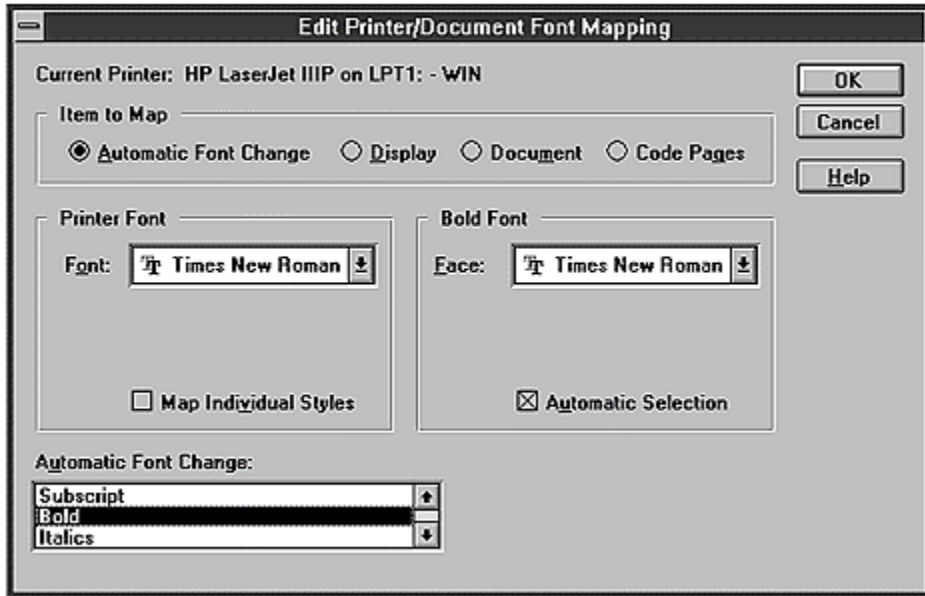 Edit Printer/Document Font Mapping
Current Printer: HP LaserJet IIIP on LPT1: - WIN
OK
Item to Map
Cancel
Automatic Font Change Display Document Code Pages
Help
Printer Font Bold Font
Font: Times New Roman Face: Times New Roman
Map Individual Styles Automatic Selection
Automatic Font Change:
Subscript
Bold
Italics